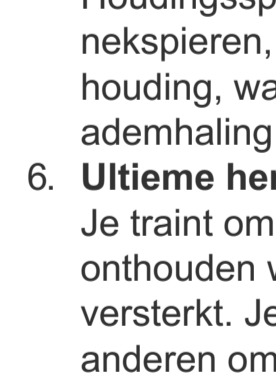 nekspieren,
houding, wa
ademhaling
6. Ultieme her
Je traint om
onthouden v
versterkt. Je
anderen om